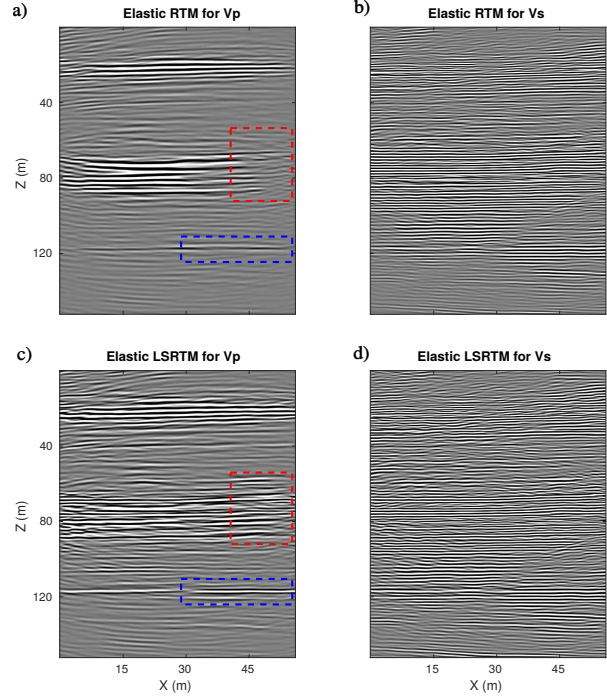 a)
Elastic RTM for Vp
b)
Elastic RTM for Vs
40
80
120
Z (m)
c)
Elastic LSRTM for Vp
d)
Elastic LSRTM for Vs
40
80
120
Z (m)
15 30 45
X (m)
15 30 45
X (m)